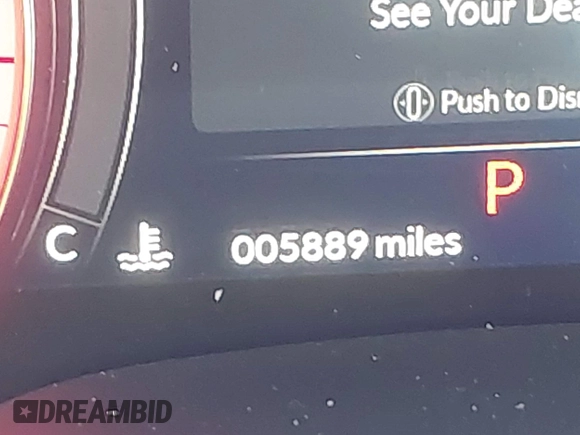 See Your
Push to
P
C
005889 miles
DREAMBID